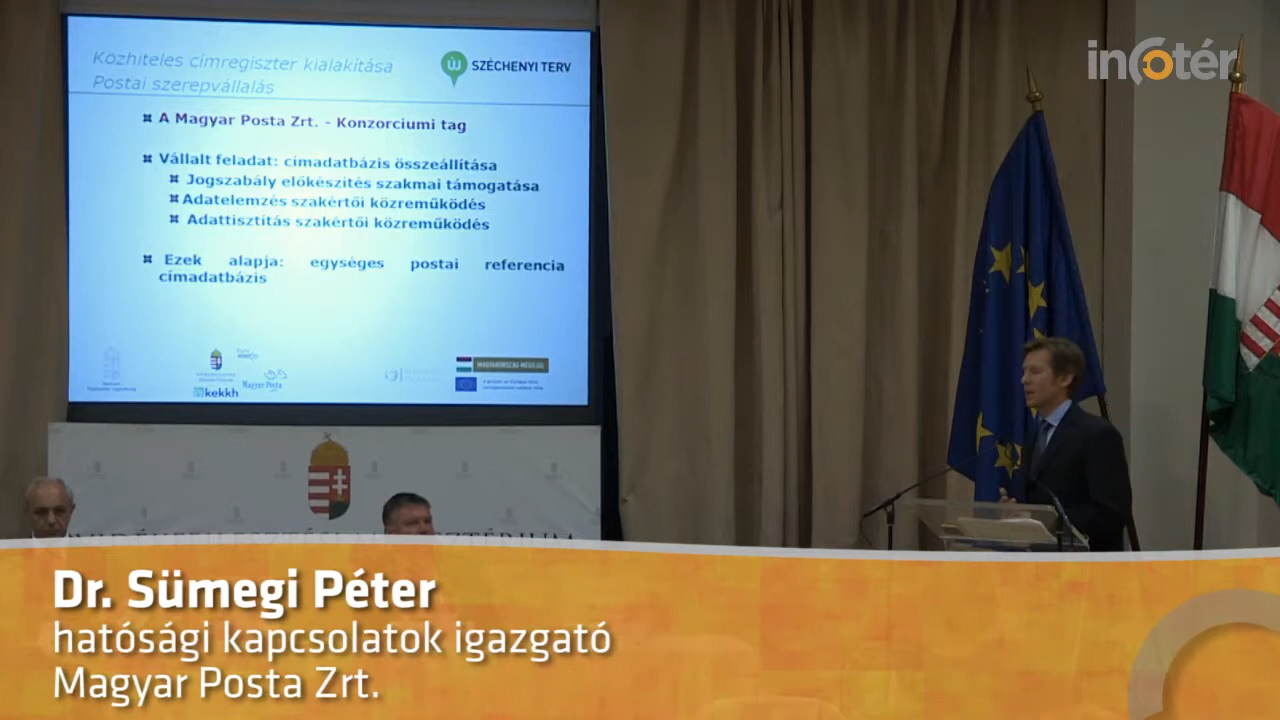 Közhiteles címregiszter kialakítása
Postai szerepvállalás
ÚJ SZÉCHENYI TERV
infotér
A Magyar Posta Zrt. - Konzorciumi tag
Vállalt feladat: címadatbázis összeállítása
Jogszabály előkészítés szakmai támogatása
Adatelemzés szakértői közreműködés
Adattisztítás szakértői közreműködés
Ezek alapja: egységes postai referencia
címadatbázis
MAGYARORSZÁG MEGÚJUL
Magyar Posta
kekkh
Dr. Sümegi Péter
hatósági kapcsolatok igazgató
Magyar Posta Zrt.